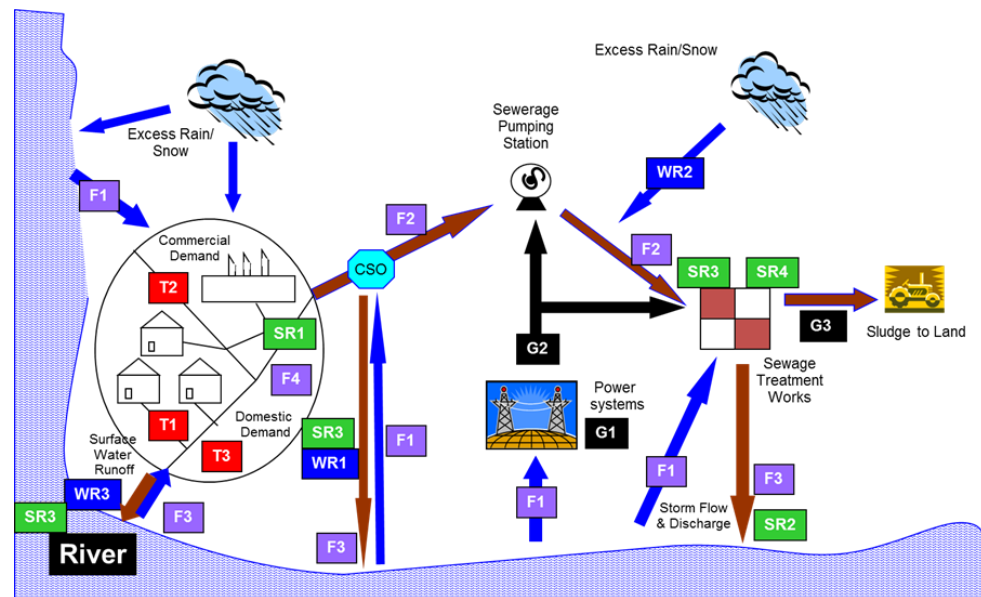 Excess Rain/Snow
Excess Rain/
Snow
Sewerage
Pumping
Station
WR2
F1
F2
Commercial
Demand
F2
CSO
SR3
SR4
T2
SR1
G3
Sludge to Land
G2
F4
Sewage
Treatment
Works
Power
systems
Domestic
Demand
T1
SR3
F1
G1
Surface
Water
Runoff
T3
WR1
F1
F3
WR3
F1
Storm Flow
& Discharge
SR3
F3
SR2
River
F3